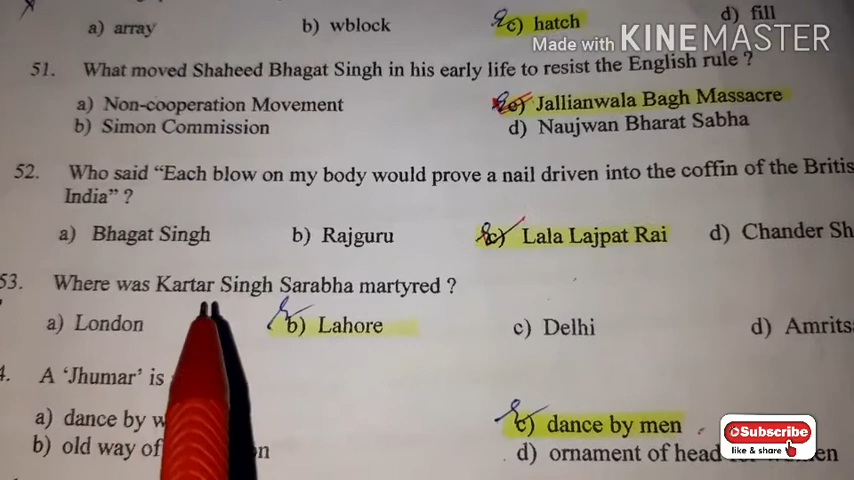 a) array b) wblock c) hatch d) fill
Made with KINEMASTER
51. What moved Shaheed Bhagat Singh in his early life to resist the English rule ?
a) Non-cooperation Movement c) Jallianwala Bagh Massacre
b) Simon Commission d) Naujwan Bharat Sabha
52. Who said “Each blow on my body would prove a nail driven into the coffin of the Britis
India” ?
a) Bhagat Singh b) Rajguru c) Lala Lajpat Rai d) Chander Sh
53. Where was Kartar Singh Sarabha martyred ?
a) London b) Lahore c) Delhi d) Amrits
4. A ‘Jhumar’ is
a) dance by w c) dance by men
Subscribe
like & share
b) old way of on d) ornament of head